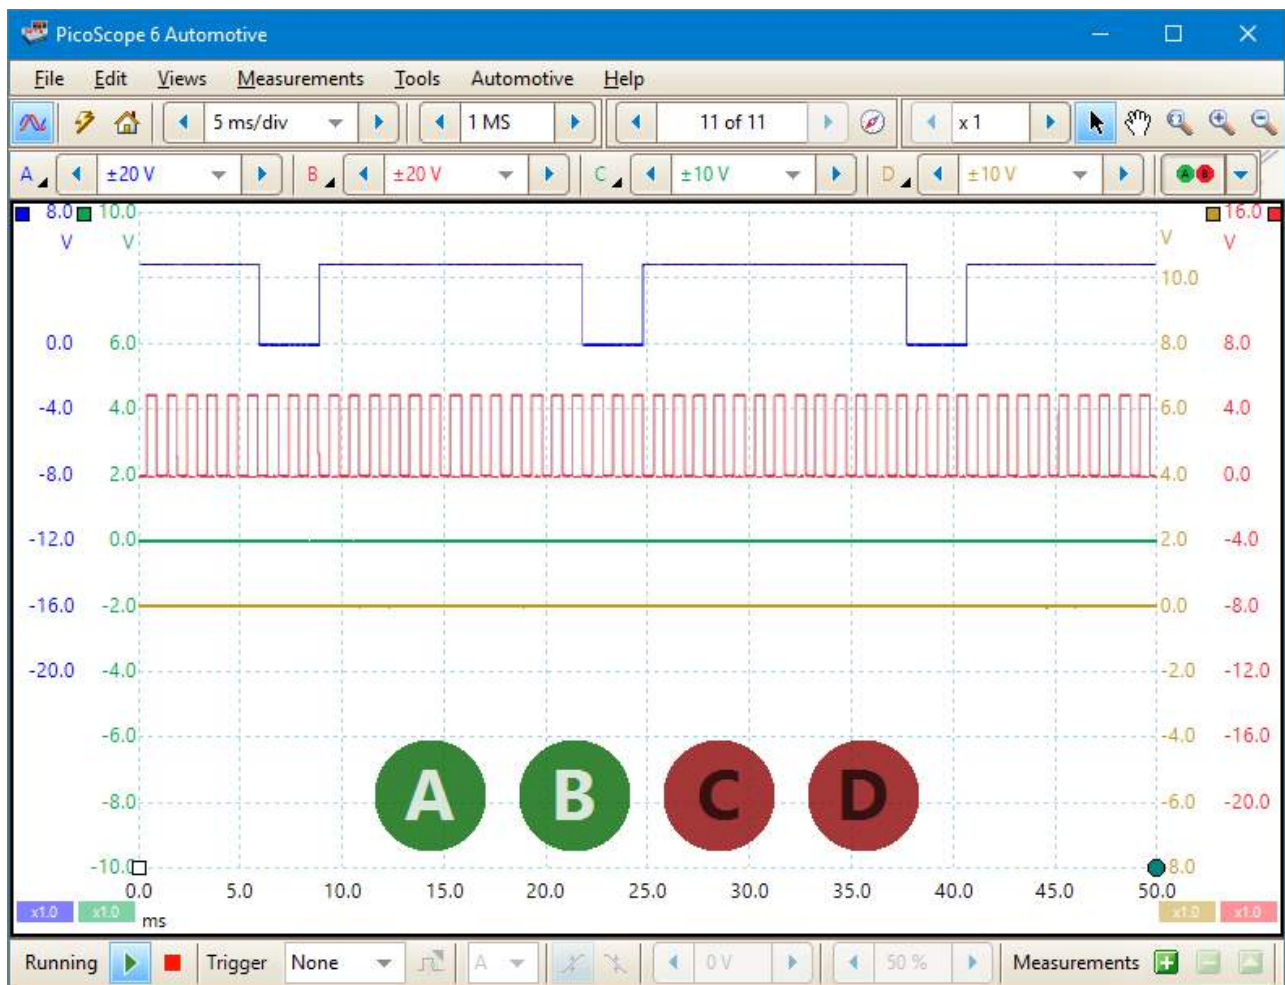 PicoScope 6 Automotive
File Edit Views Measurements Tools Automotive Help
5 ms/div 1 MS 11 of 11 x 1
A ±20 V B ±20 V C ±10 V D ±10 V A B
8.0 10.0 16.0
V V V V
10.0
0.0 6.0 8.0 8.0
-4.0 4.0 6.0 4.0
-8.0 2.0 4.0 0.0
-12.0 0.0 2.0 -4.0
-16.0 -2.0 0.0 -8.0
-20.0 -4.0 -2.0 -12.0
-6.0 -4.0 -16.0
A B C D
-8.0 -6.0 -20.0
-10.0 8.0
0.0 5.0 10.0 15.0 20.0 25.0 30.0 35.0 40.0 45.0 50.0
x1.0 x1.0 ms x1.0 x1.0
Running Trigger None A 0 V 50 % Measurements